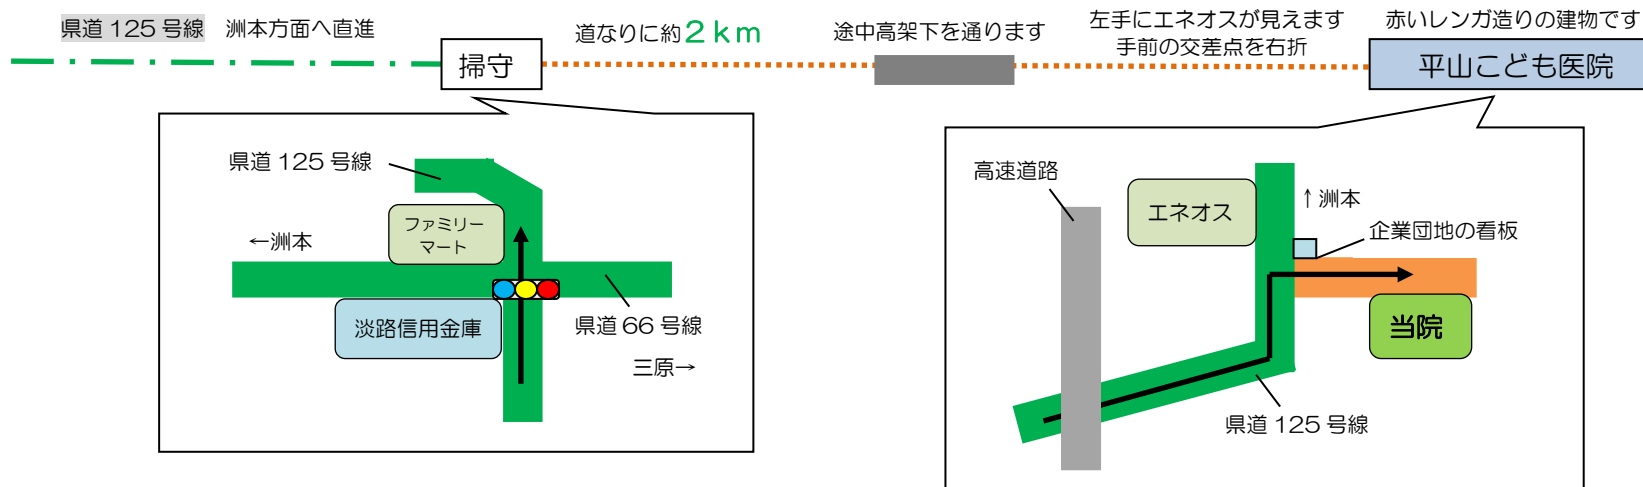 県道 125 号線 洲本方面へ直進
掃守
道なりに約2km
途中高架下を通ります
左手にエネオスが見えます
手前の交差点を右折
赤いレンガ造りの建物です
平山こども医院
県道 125 号線
ファミリー
マート
←洲本
淡路信用金庫
県道 66 号線
三原→
高速道路
エネオス
↑洲本
企業団地の看板
当院
県道 125 号線